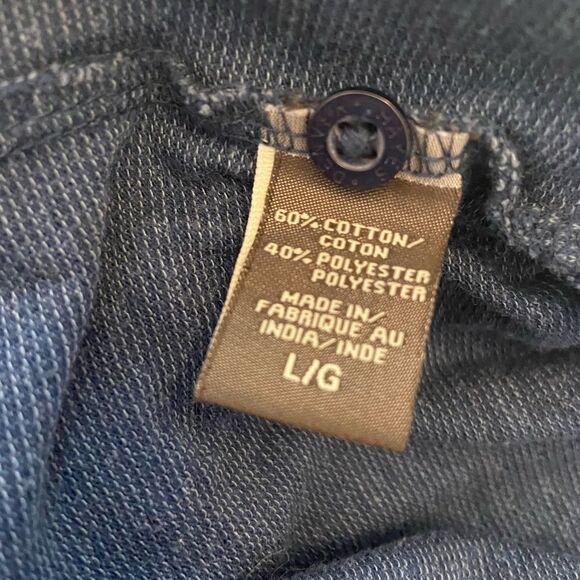 60% COTTON/
COTON
40% POLYESTER
POLYESTER
MADE IN/
FABRIQUE AU
INDIA/INDE
L/G